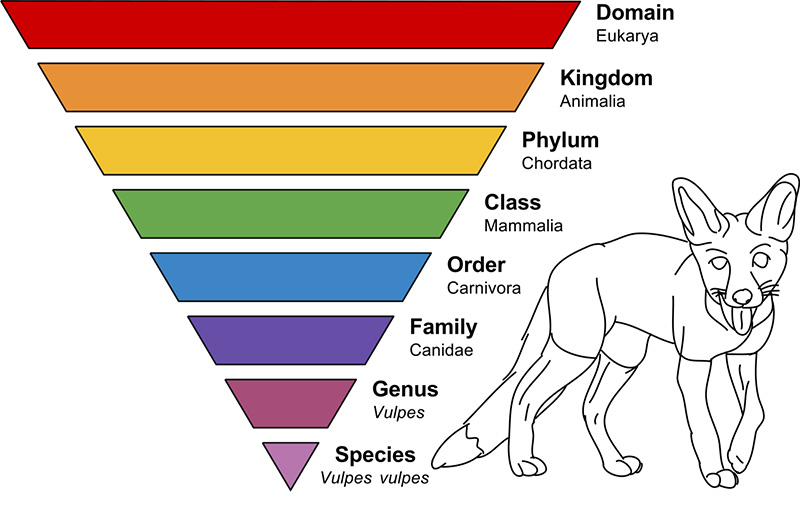 Domain
Eukarya
Kingdom
Animalia
Phylum
Chordata
Class
Mammalia
Order
Carnivora
Family
Canidae
Genus
Vulpes
Species
Vulpes vulpes